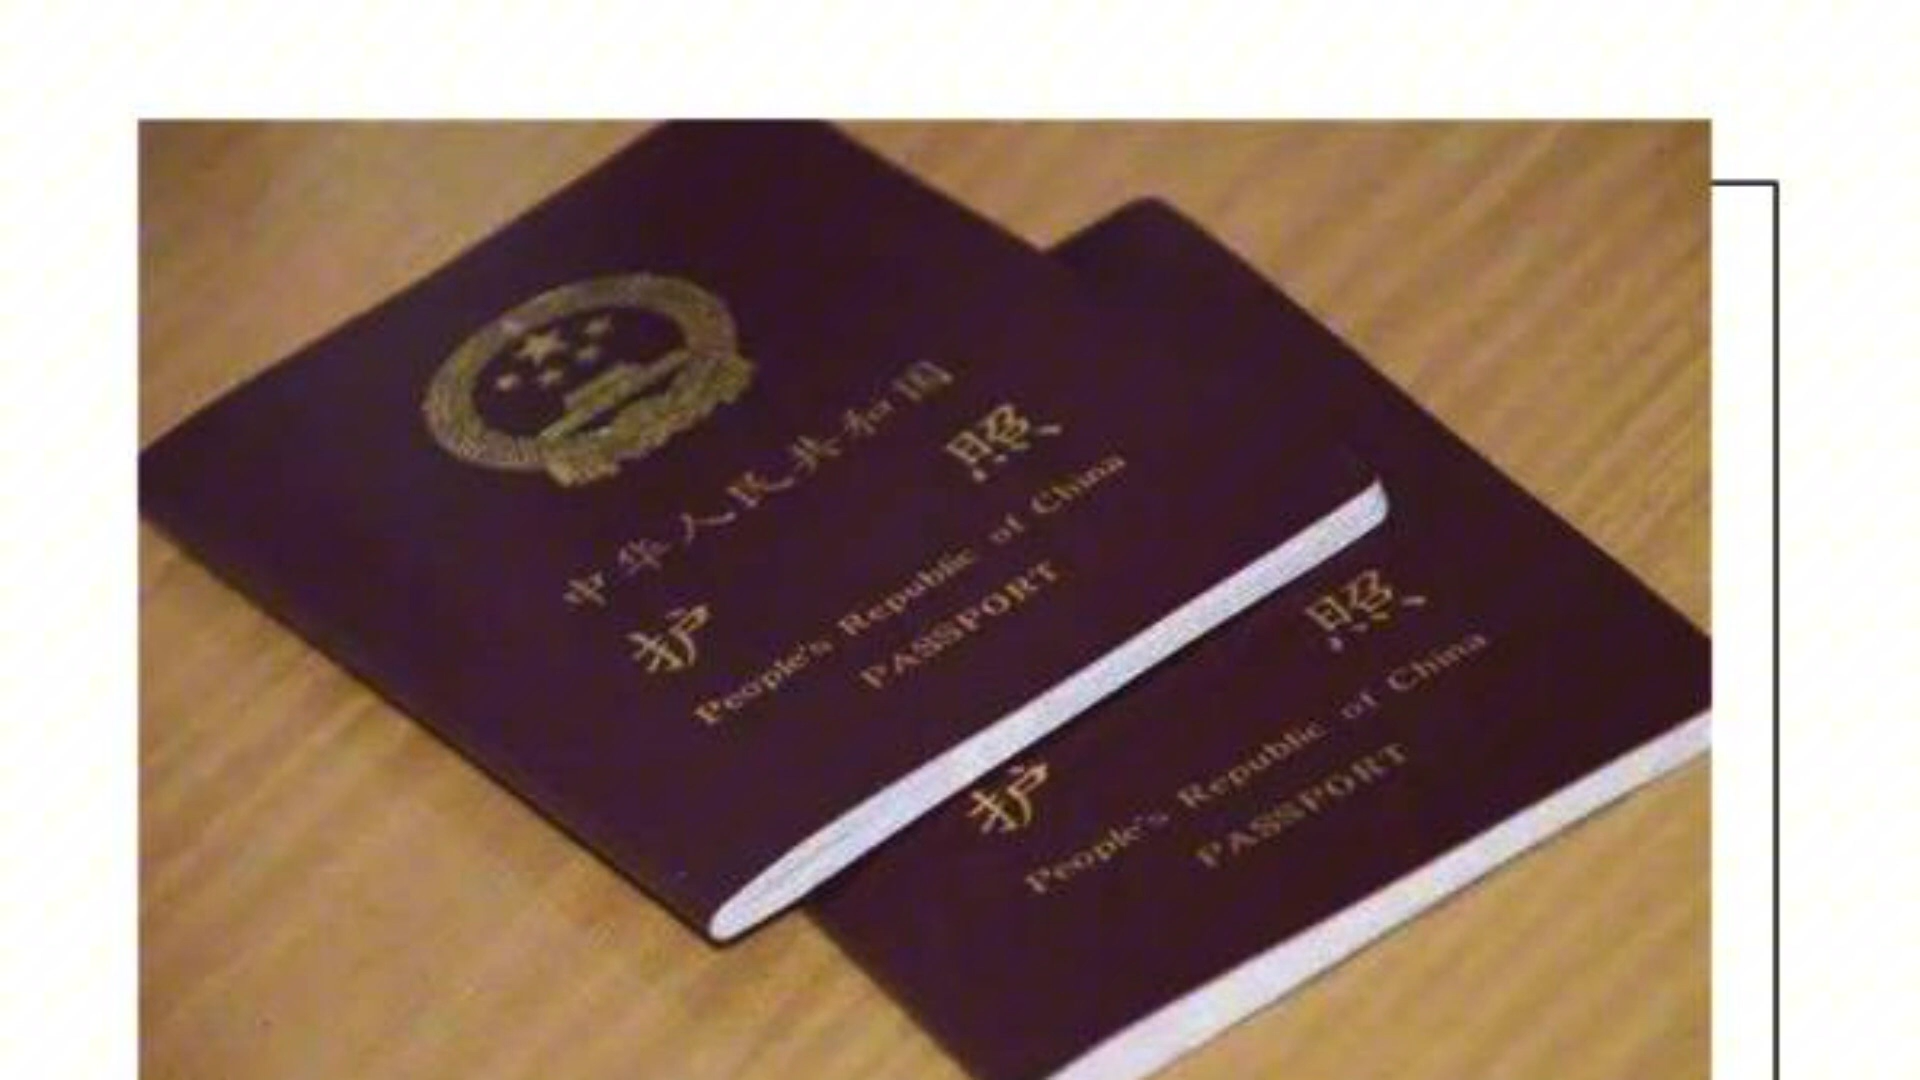 中华人民共和国
护 照
People's Republic of China
PASSPORT
护 照
People's Republic of China
PASSPORT